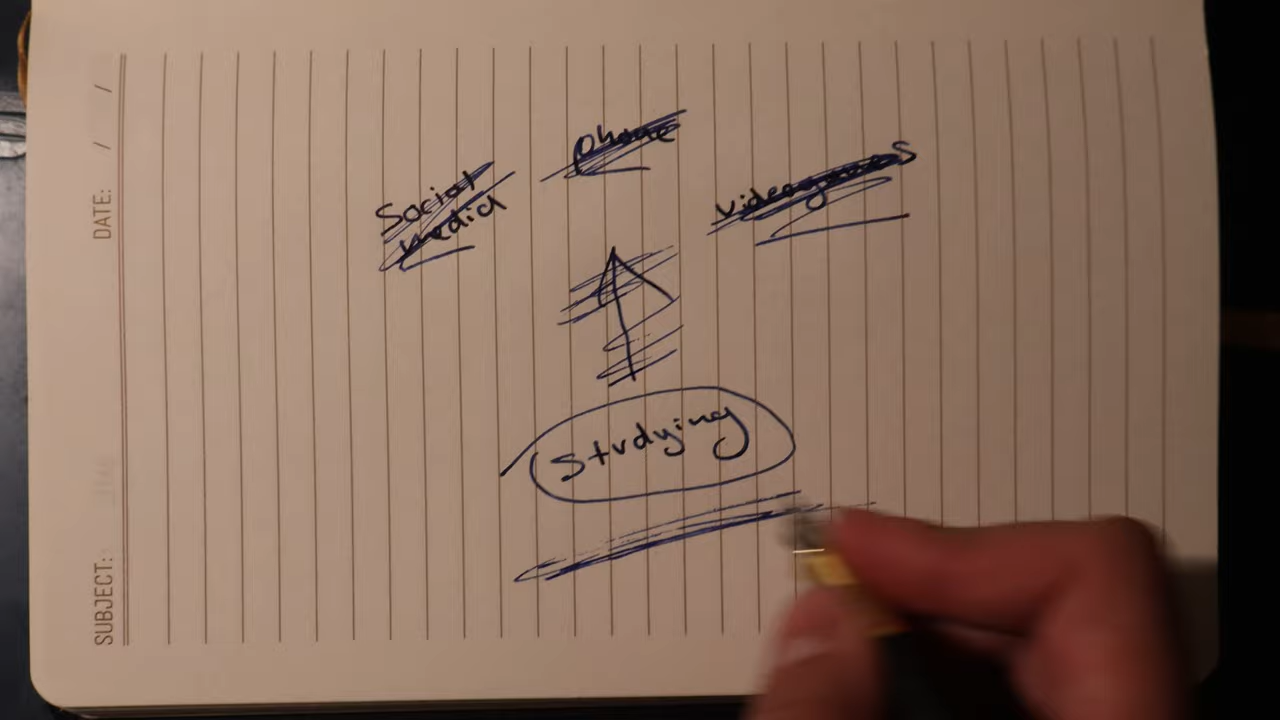 phone
Social
media
videogames
studying
DATE: / /
SUBJECT: